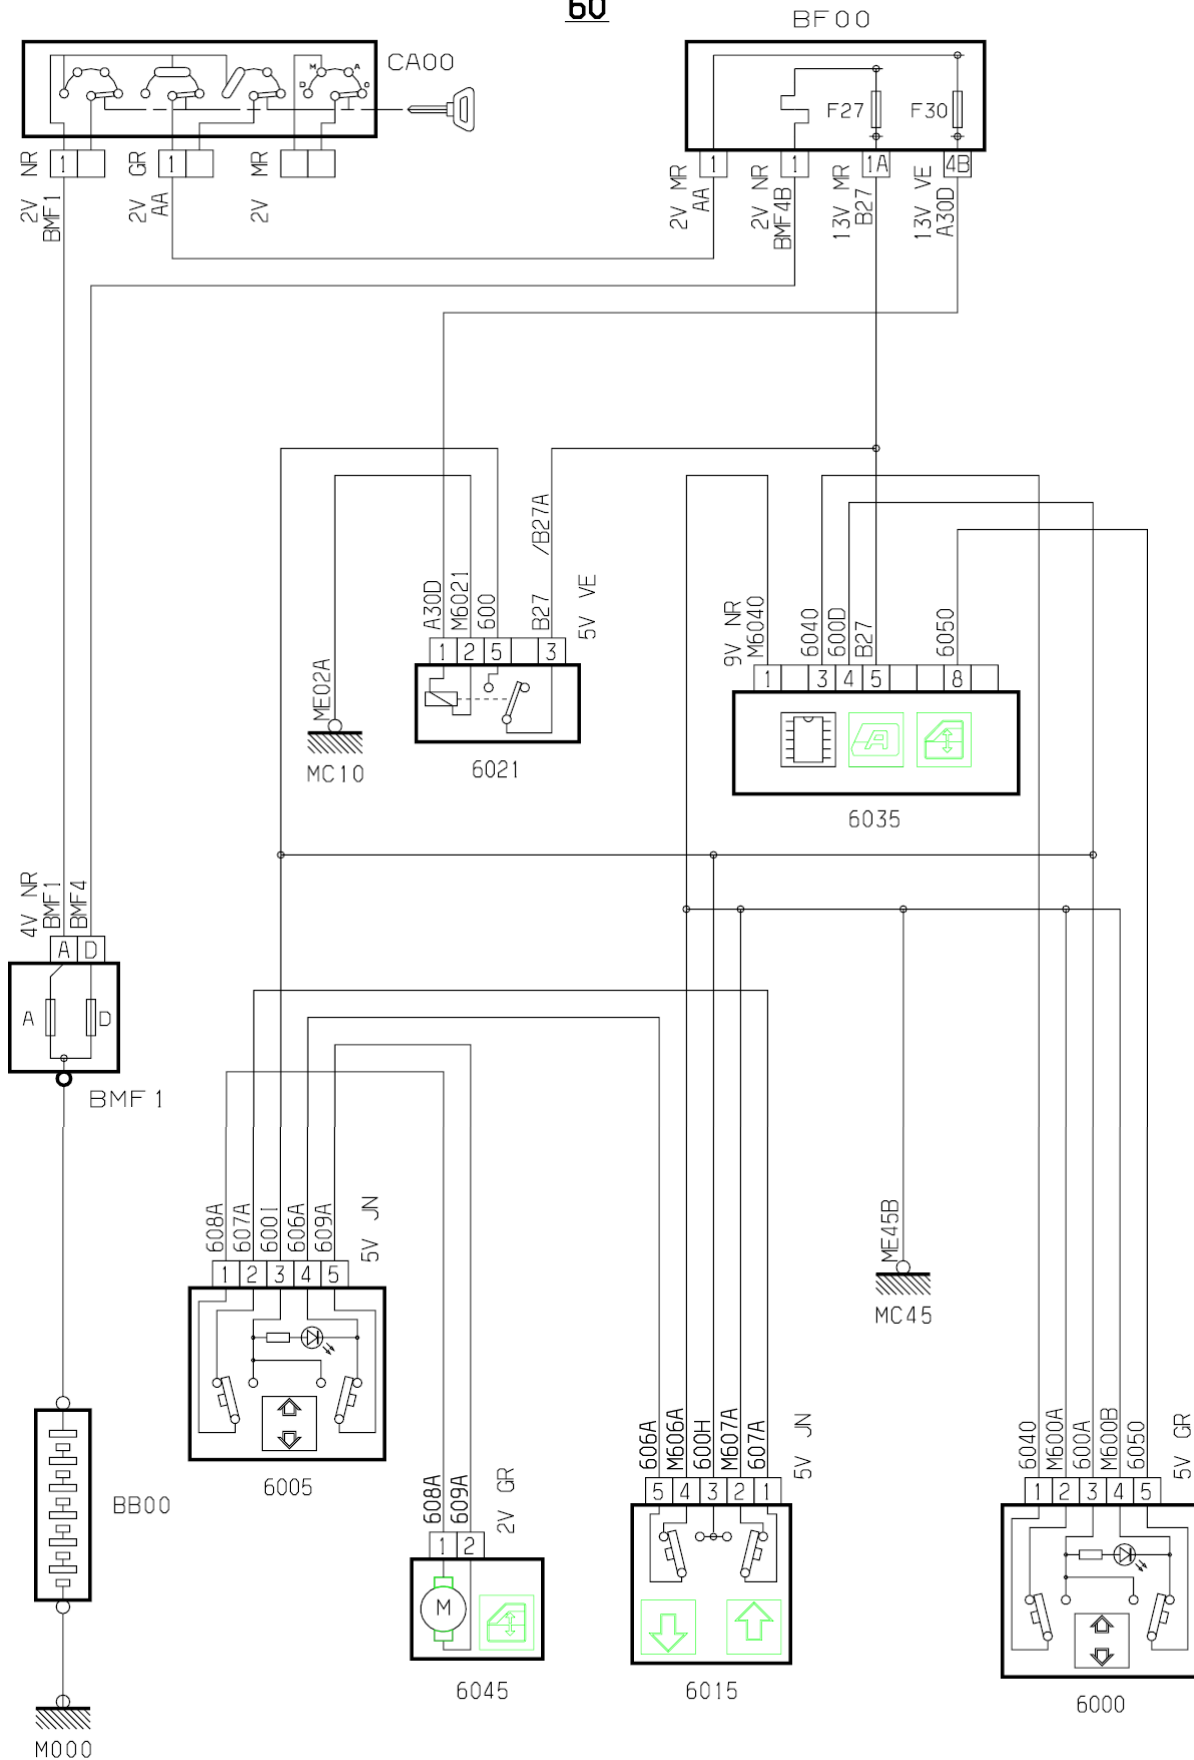 60
BF00
CA00
M A
D D
F27 F30
1 1
1 1 1A 4B
NR
2V
BMF1
GR
2V
AA
MR
2V
2V MR
AA
2V NR
BMF4B
13V MR
B27
13V VE
A30D
A30D
M6021
600
B27 /B27A
5V VE
1 2 5 3
6021
ME02A
MC10
9V NR
M6040
6040
600D
B27
6050
1 3 4 5 8
A
6035
4V NR
BMF1
BMF4
A D
A D
BMF1
608A
607A
600I
606A
609A
5V JN
1 2 3 4 5
6005
ME45B
MC45
BB00
M000
608A
609A
2V GR
1 2
M
6045
606A
M606A
600H
M607A
607A
5V JN
5 4 3 2 1
6015
6040
M600A
600A
M600B
6050
5V GR
1 2 3 4 5
6000